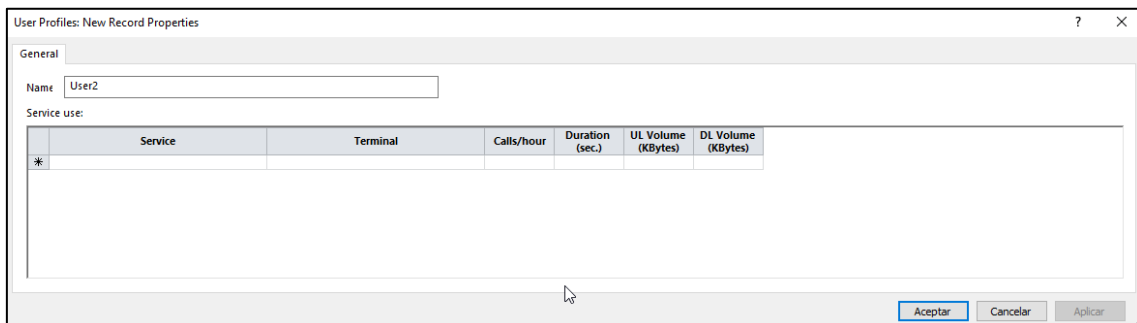 User Profiles: New Record Properties ? X
General
Name User2
Service use:
Service Terminal Calls/hour Duration (sec.) UL Volume (KBytes) DL Volume (KBytes)
*
Aceptar Cancelar Aplicar